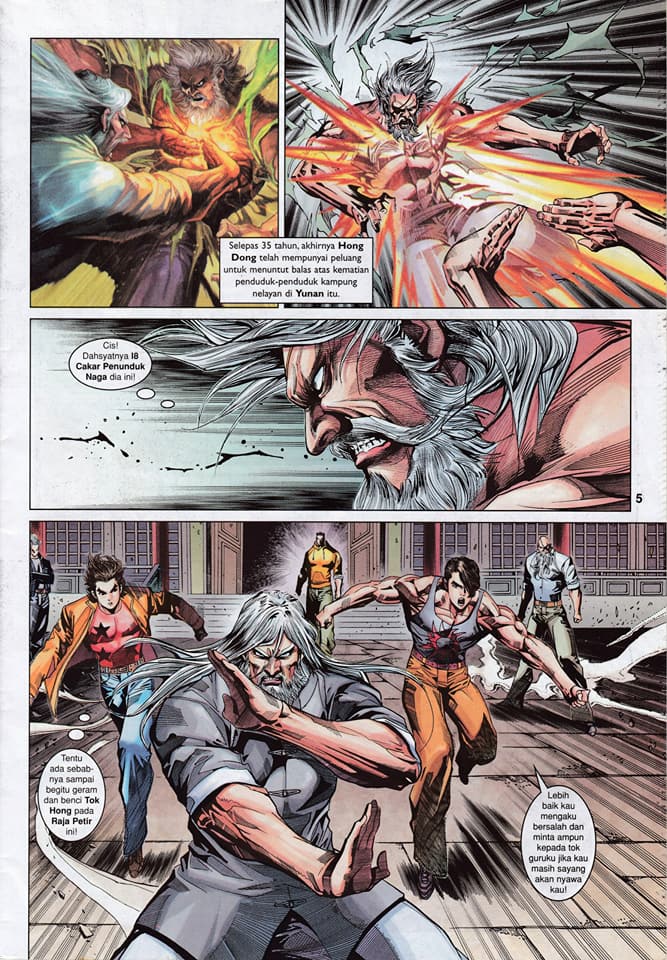 Selepas 35 tahun, akhirnya Hong
Dong telah mempunyai peluang
untuk menuntut balas atas kematian
penduduk-penduduk kampung
nelayan di Yunan itu.
Cis!
Dahsyatnya 18
Cakar Penunduk
Naga dia ini!
5
Tentu
ada sebab-
nya sampai
begitu geram
dan benci Tok
Hong pada
Raja Petir
ini!
Lebih
baik kau
mengaku
bersalah dan
minta ampun
kepada tok
guruku jika kau
masih sayang
akan nyawa
kau!